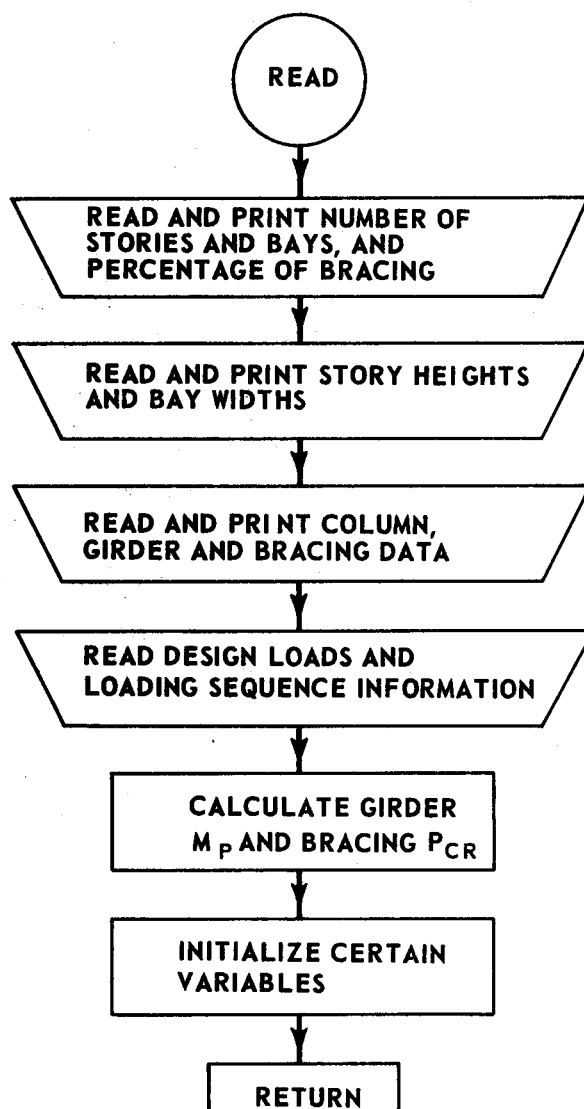 READ
READ AND PRINT NUMBER OF
STORIES AND BAYS, AND
PERCENTAGE OF BRACING
READ AND PRINT STORY HEIGHTS
AND BAY WIDTHS
READ AND PRINT COLUMN,
GIRDER AND BRACING DATA
READ DESIGN LOADS AND
LOADING SEQUENCE INFORMATION
CALCULATE GIRDER
MP AND BRACING PCR
INITIALIZE CERTAIN
VARIABLES
RETURN